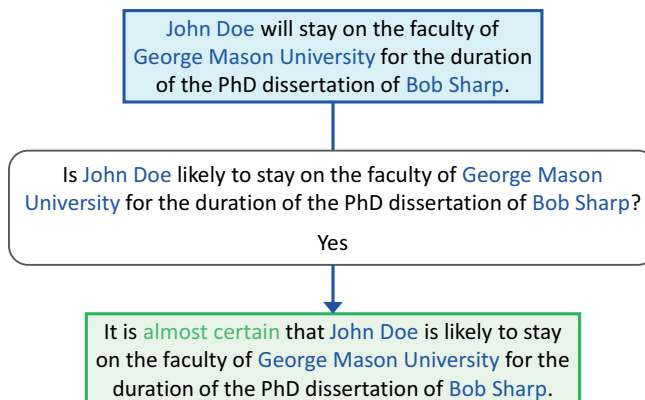 John Doe will stay on the faculty of
George Mason University for the duration
of the PhD dissertation of Bob Sharp.
Is John Doe likely to stay on the faculty of George Mason
University for the duration of the PhD dissertation of Bob Sharp?
Yes
It is almost certain that John Doe is likely to stay
on the faculty of George Mason University for the
duration of the PhD dissertation of Bob Sharp.